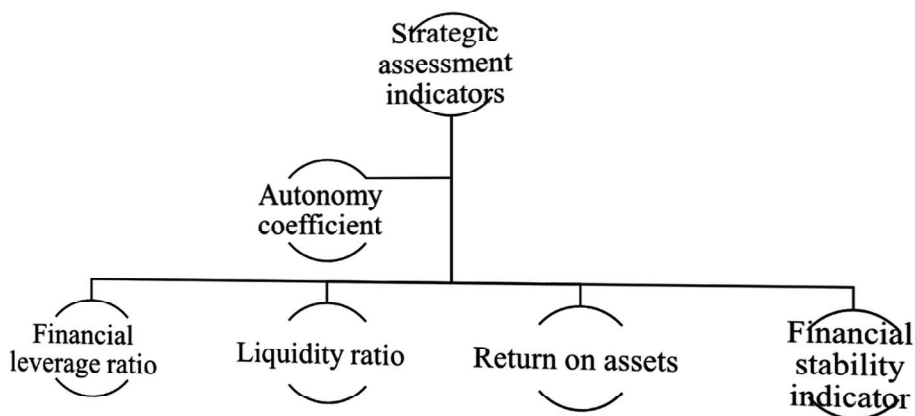 Strategic
assessment
indicators
Autonomy
coefficient
Financial
leverage ratio
Liquidity ratio
Return on assets
Financial
stability
indicator